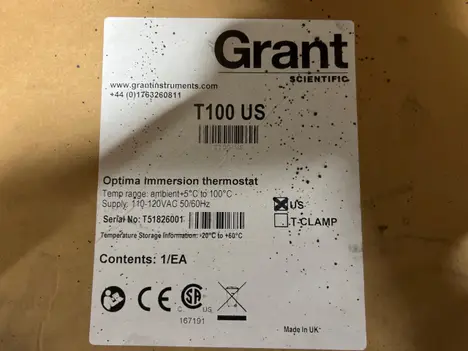 Grant
SCIENTIFIC
www.grantinstruments.com
+44 (0)1763260811
T100 US
Optima Immersion thermostat
Temp range: ambient+5°C to 100°C -
Supply. 110-120VAC 50/60Hz
US
Serial No: T51826001
T-CLAMP
Temperature Storage Information: -20°C to +60°C
Contents: 1/EA
CE
C SA US
167191
Made In UK